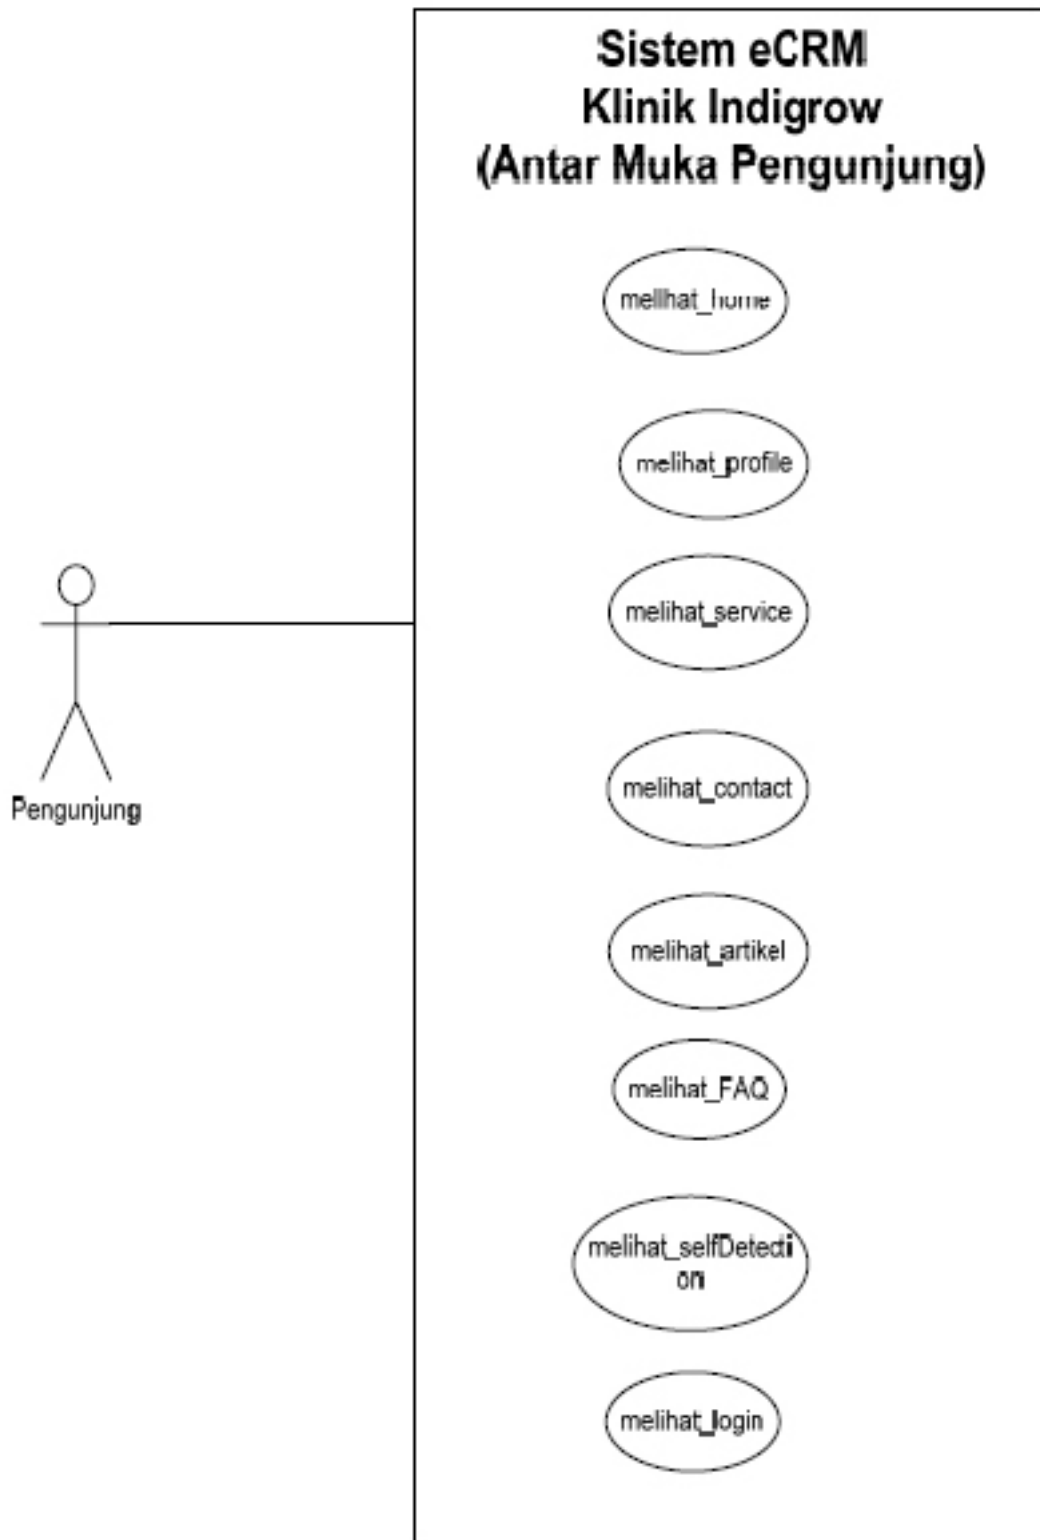 Sistem eCRM
Klinik Indigrow
(Antar Muka Pengunjung)
melihat_home
melihat_profile
melihat_service
Pengunjung
melihat_contact
melihat_artikel
melihat_FAQ
melihat_selfDetecti
on
melihat_login